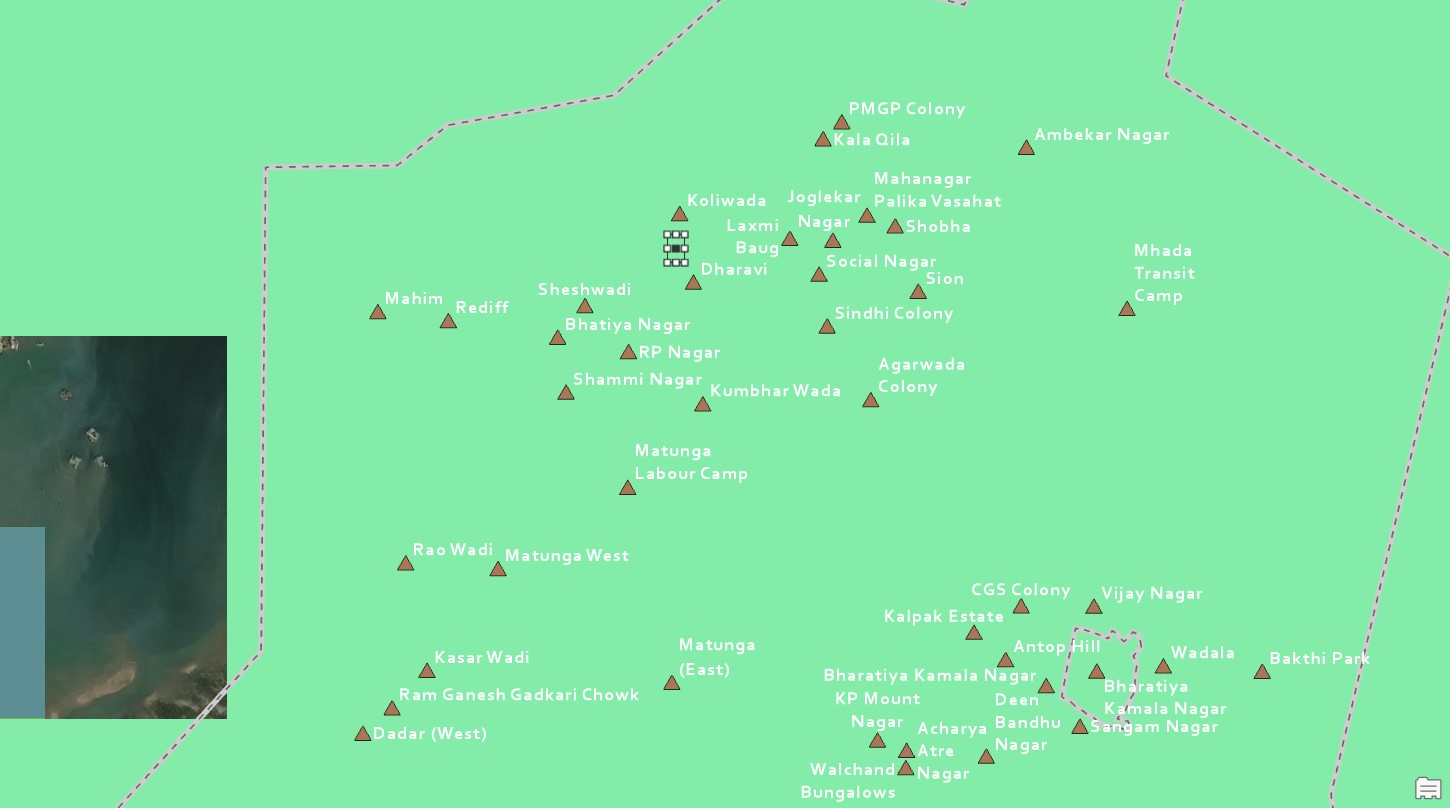 PMGP Colony
Kala Qila
Ambekar Nagar
Mahanagar
Palika Vasahat
Joglekar
Nagar
Koliwada
Laxmi
Baug
Shobha
Mhada
Transit
Camp
Social Nagar
Dharavi
Sion
Sheshwadi
Mahim
Rediff
Sindhi Colony
Bhatiya Nagar
RP Nagar
Agarwada
Colony
Shammi Nagar
Kumbhar Wada
Matunga
Labour Camp
Rao Wadi
Matunga West
CGS Colony
Vijay Nagar
Kalpak Estate
Matunga
(East)
Antop Hill
Wadala
Kasar Wadi
Bakthi Park
Bharatiya Kamala Nagar
Bharatiya
Kamala Nagar
Ram Ganesh Gadkari Chowk
KP Mount
Nagar
Deen
Bandhu
Nagar
Sangam Nagar
Acharya
Atre
Nagar
Dadar (West)
Walchand
Bungalows